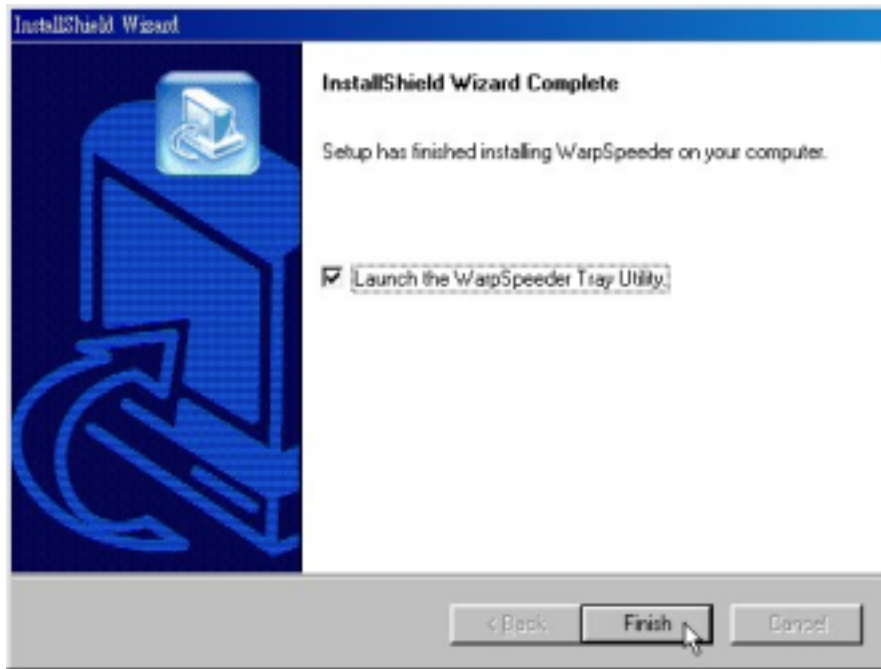 InstallShield Wizard
InstallShield Wizard Complete
Setup has finished installing WarpSpeeder on your computer.
Launch the WarpSpeeder Tray Utility.
< Back
Finish
Cancel